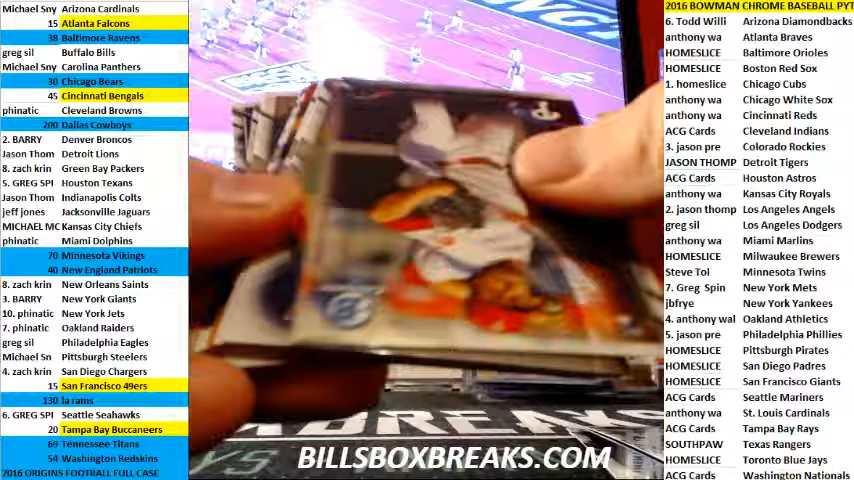 Michael Sny Arizona Cardinals
15 Atlanta Falcons
38 Baltimore Ravens
greg sil Buffalo Bills
Michael Sny Carolina Panthers
30 Chicago Bears
45 Cincinnati Bengals
phinatic Cleveland Browns
200 Dallas Cowboys
2. BARRY Denver Broncos
Jason Thom Detroit Lions
8. zach krin Green Bay Packers
5. GREG SPI Houston Texans
Jason Thom Indianapolis Colts
jeff jones Jacksonville Jaguars
MICHAEL MC Kansas City Chiefs
phinatic Miami Dolphins
70 Minnesota Vikings
40 New England Patriots
8. zach krin New Orleans Saints
3. BARRY New York Giants
10. phinatic New York Jets
7. phinatic Oakland Raiders
greg sil Philadelphia Eagles
Michael Sn Pittsburgh Steelers
4. zach krin San Diego Chargers
15 San Francisco 49ers
130 la rams
6. GREG SPI Seattle Seahawks
20 Tampa Bay Buccaneers
69 Tennessee Titans
54 Washington Redskins
2016 ORIGINS FOOTBALL FULL CASE
BILLSBOXBREAKS.COM
2016 BOWMAN CHROME BASEBALL PYT
6. Todd Willi Arizona Diamondbacks
anthony wa Atlanta Braves
HOMESLICE Baltimore Orioles
HOMESLICE Boston Red Sox
1. homeslice Chicago Cubs
anthony wa Chicago White Sox
anthony wa Cincinnati Reds
ACG Cards Cleveland Indians
3. jason pre Colorado Rockies
JASON THOMP Detroit Tigers
ACG Cards Houston Astros
anthony wa Kansas City Royals
2. jason thomp Los Angeles Angels
greg sil Los Angeles Dodgers
anthony wa Miami Marlins
HOMESLICE Milwaukee Brewers
Steve Tol Minnesota Twins
7. Greg Spin New York Mets
jbfrye New York Yankees
4. anthony wal Oakland Athletics
5. jason pre Philadelphia Phillies
HOMESLICE Pittsburgh Pirates
HOMESLICE San Diego Padres
HOMESLICE San Francisco Giants
ACG Cards Seattle Mariners
anthony wa St. Louis Cardinals
ACG Cards Tampa Bay Rays
SOUTHPAW Texas Rangers
HOMESLICE Toronto Blue Jays
ACG Cards Washington Nationals